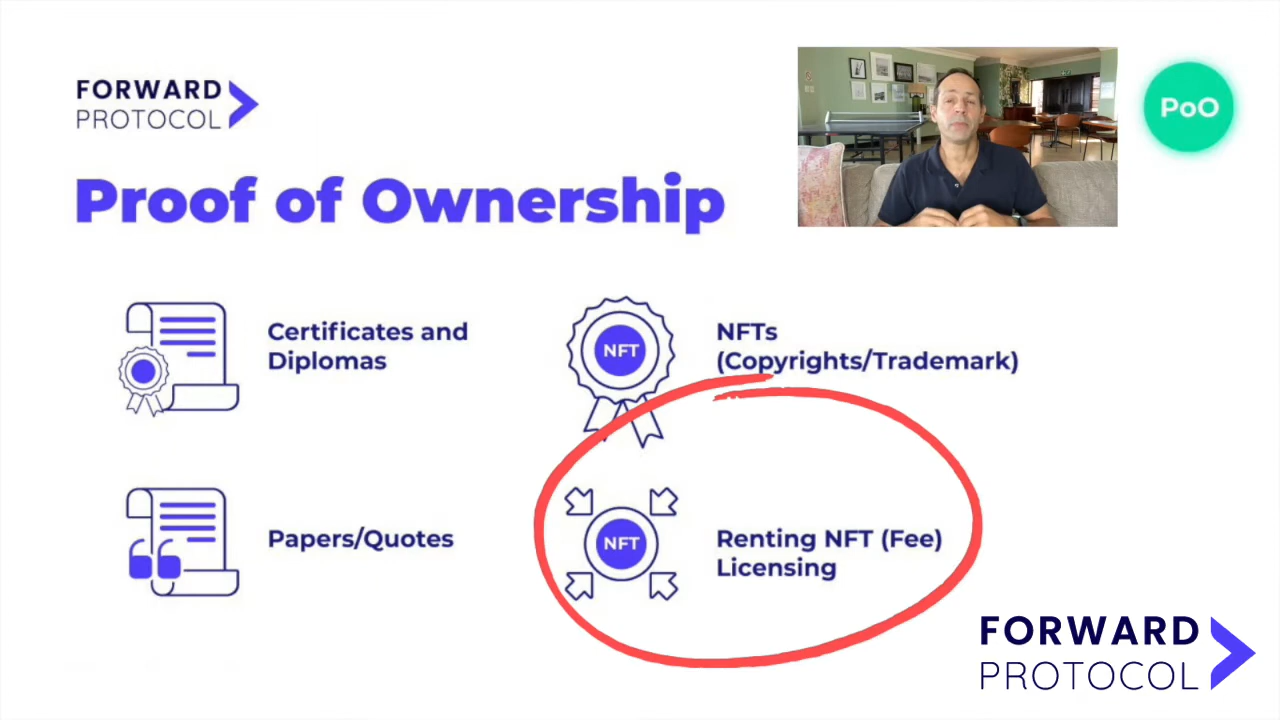 FORWARD
PROTOCOL
PoO
Proof of Ownership
Certificates and
Diplomas
NFT
NFTs
(Copyrights/Trademark)
Papers/Quotes
NFT
Renting NFT (Fee)
Licensing
FORWARD
PROTOCOL